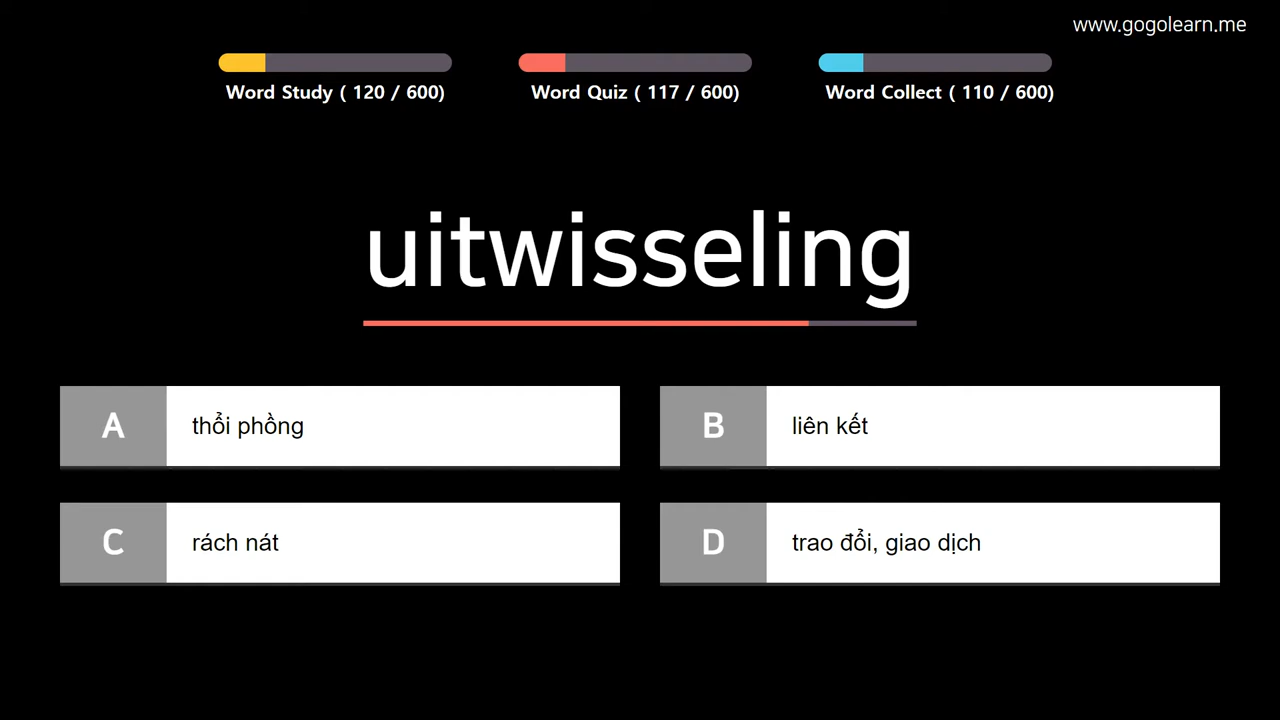 www.gogolearn.me
Word Study ( 120 / 600)
Word Quiz ( 117 / 600)
Word Collect ( 110 / 600)
uitwisseling
A thổi phồng
B liên kết
C rách nát
D trao đổi, giao dịch